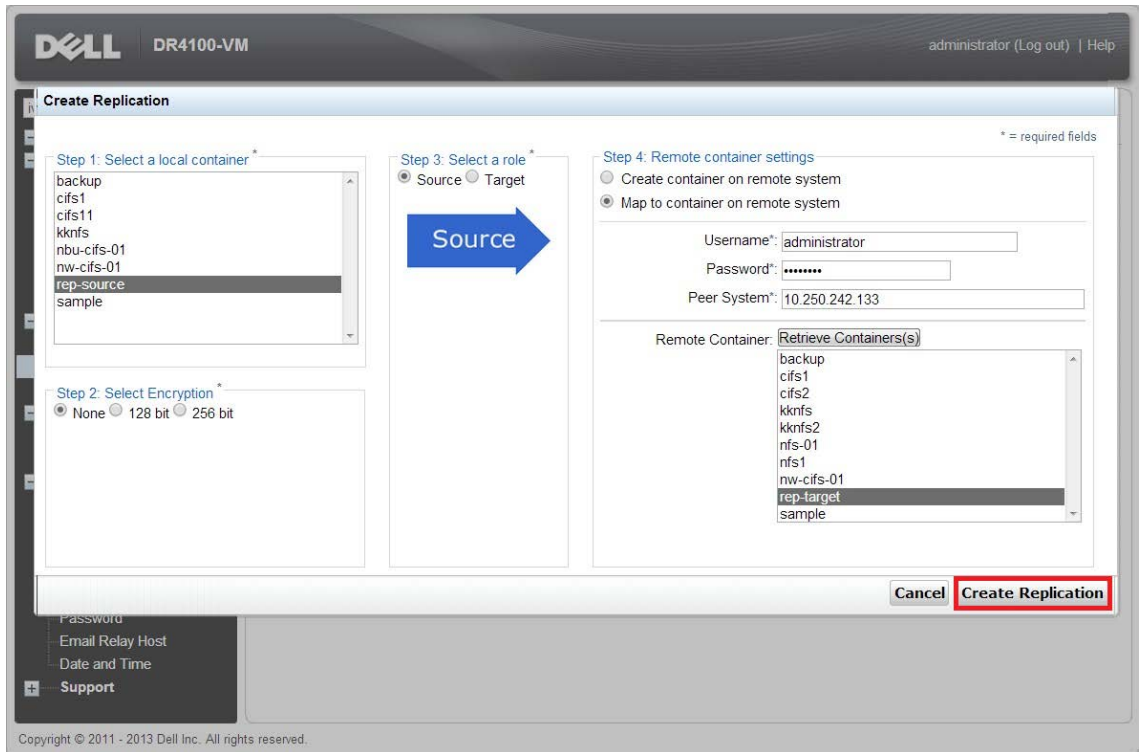 DELL DR4100-VM administrator (Log out) | Help
Create Replication
* = required fields
Step 1: Select a local container *
backup
cifs1
cifs11
kknfs
nbu-cifs-01
nw-cifs-01
rep-source
sample
Step 2: Select Encryption *
None 128 bit 256 bit
Step 3: Select a role *
Source Target
Source
Step 4: Remote container settings
Create container on remote system
Map to container on remote system
Username*: administrator
Password*: ••••••••
Peer System*: 10.250.242.133
Remote Container: Retrieve Containers(s)
backup
cifs1
cifs2
kknfs
kknfs2
nfs-01
nfs1
nw-cifs-01
rep-target
sample
Cancel Create Replication
Password
Email Relay Host
Date and Time
Support
Copyright © 2011 - 2013 Dell Inc. All rights reserved.